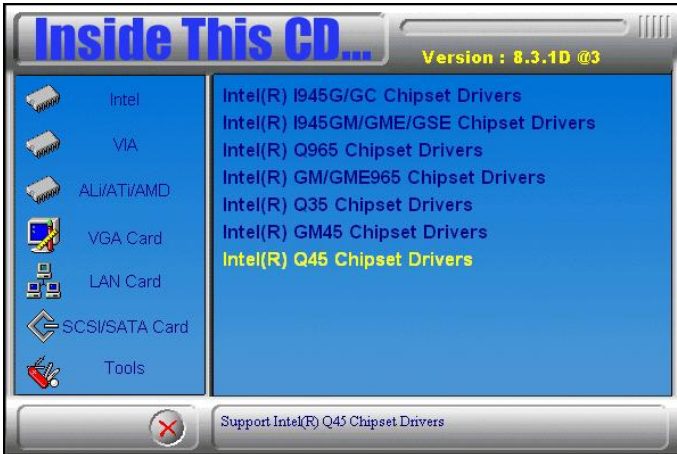 Inside This CD...
Version : 8.3.1D @3
Intel
VIA
ALi/ATi/AMD
VGA Card
LAN Card
SCSI/SATA Card
Tools
Intel(R) I945G/GC Chipset Drivers
Intel(R) I945GM/GME/GSE Chipset Drivers
Intel(R) Q965 Chipset Drivers
Intel(R) GM/GME965 Chipset Drivers
Intel(R) Q35 Chipset Drivers
Intel(R) GM45 Chipset Drivers
Intel(R) Q45 Chipset Drivers
Support Intel(R) Q45 Chipset Drivers